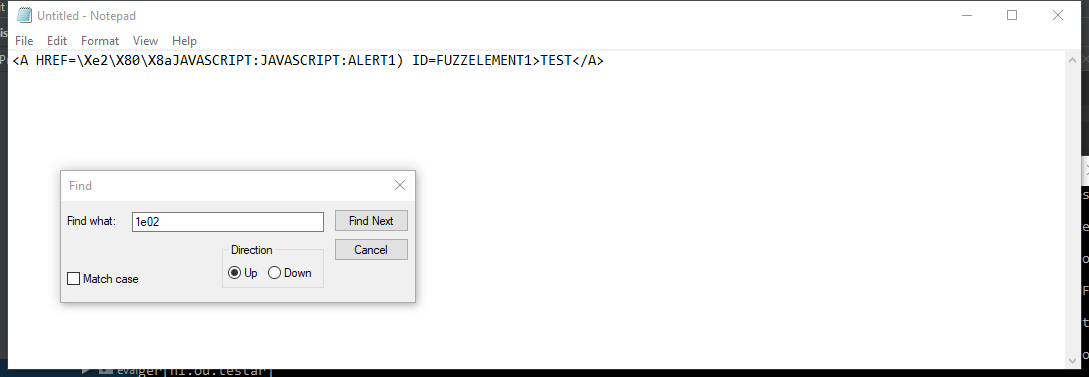 Untitled - Notepad
File Edit Format View Help
<A HREF=\Xe2\X80\X8aJAVASCRIPT:JAVASCRIPT:ALERT1) ID=FUZZELEMENT1>TEST</A>
Find
Find what: 1e02 Find Next
Direction Cancel
Up Down
Match case